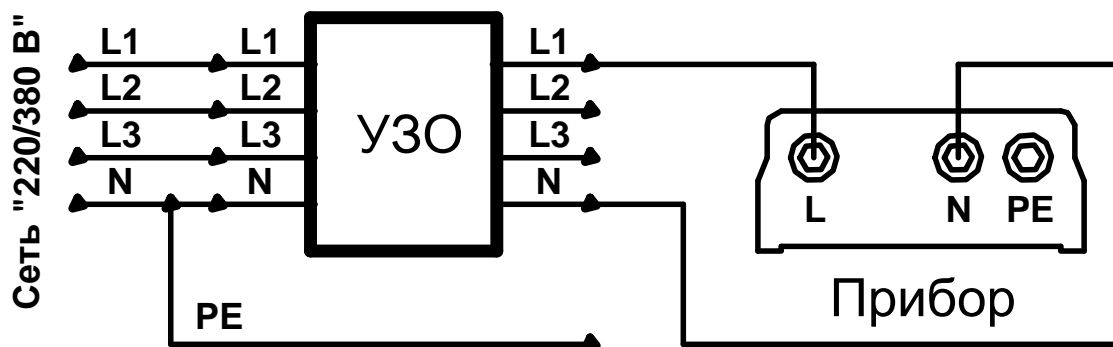 Сеть "220/380 В"
L1 L1 L1
L2 L2 L2
L3 L3 L3
N N N
УЗО
L N PE
Прибор
PE